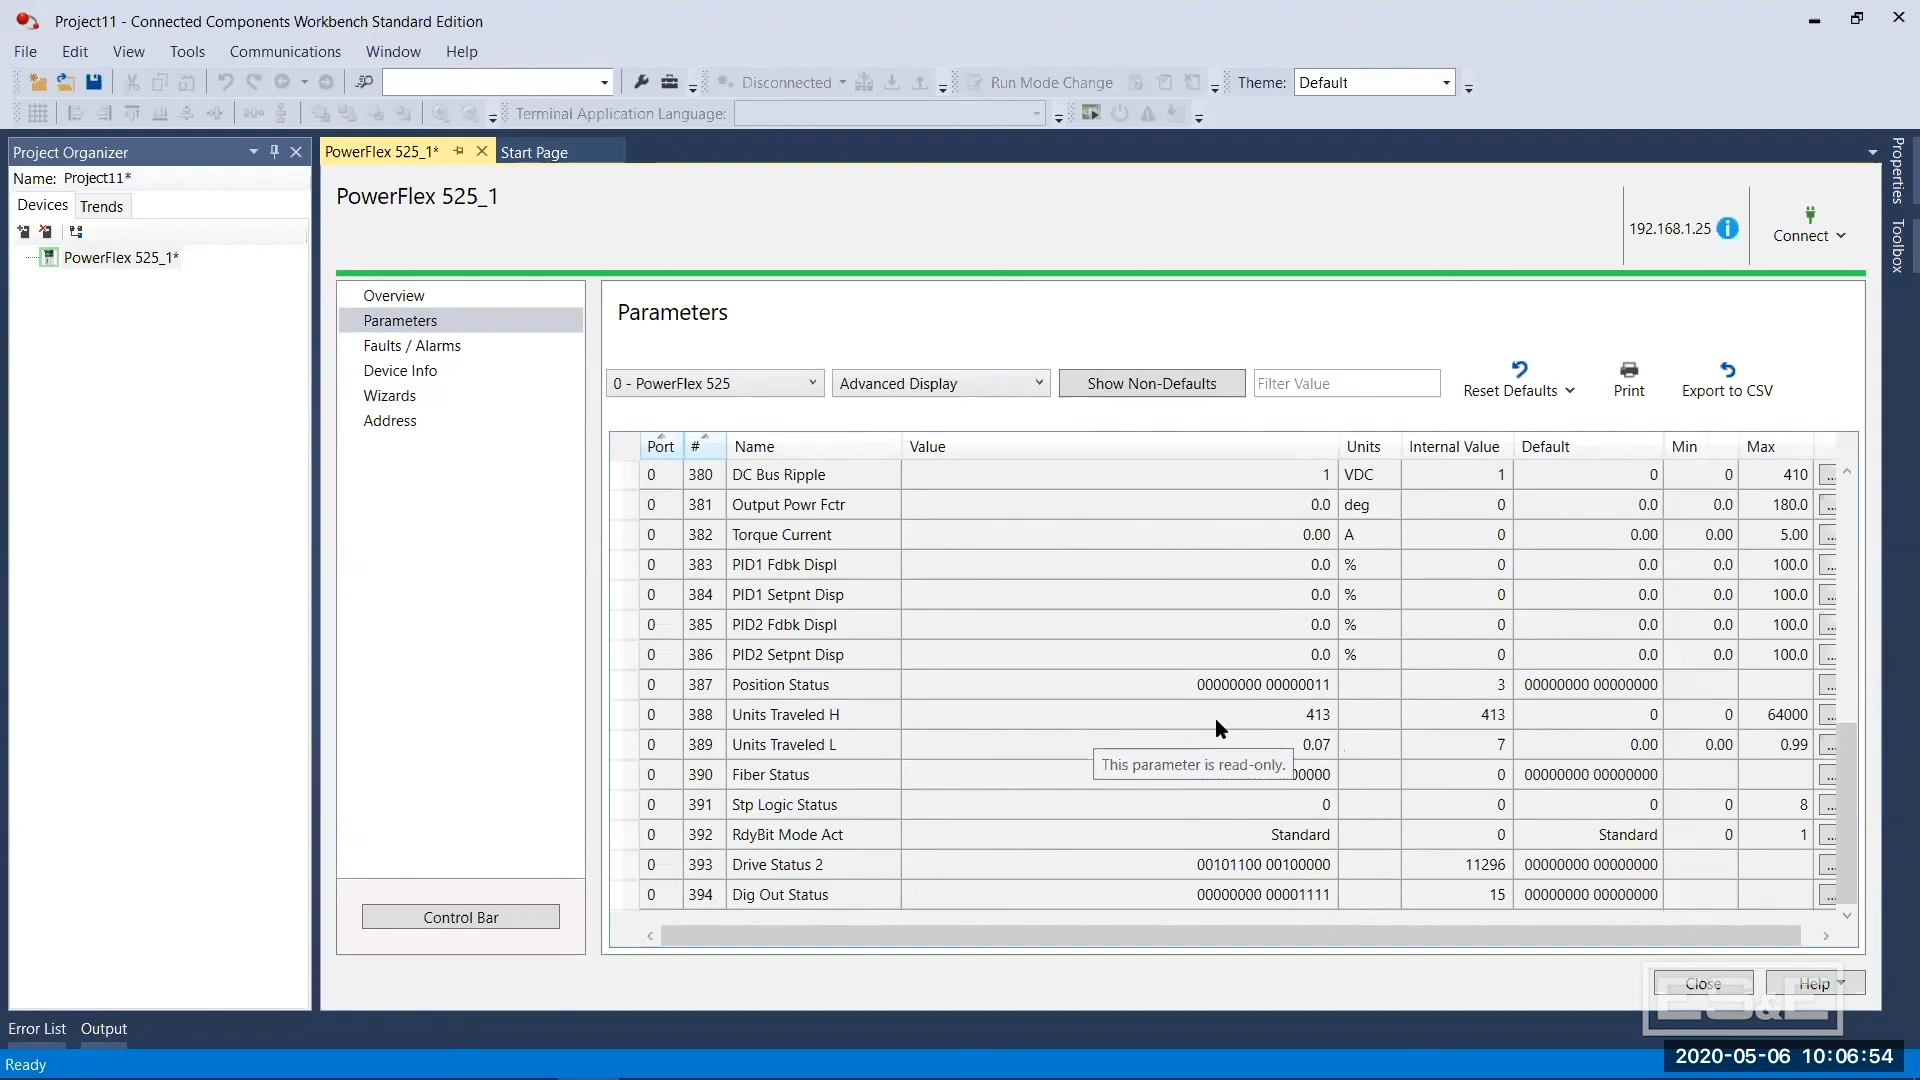 Project11 - Connected Components Workbench Standard Edition
File Edit View Tools Communications Window Help
Disconnected Run Mode Change Theme: Default
Terminal Application Language:
Project Organizer
Name: Project11*
Devices Trends
PowerFlex 525_1*
PowerFlex 525_1* Start Page
Properties
Toolbox
PowerFlex 525_1
192.168.1.25
Connect
Overview
Parameters
Faults / Alarms
Device Info
Wizards
Address
Control Bar
Parameters
0 - PowerFlex 525 Advanced Display Show Non-Defaults Filter Value Reset Defaults Print Export to CSV
Port # Name Value Units Internal Value Default Min Max
0 380 DC Bus Ripple 1 VDC 1 0 0 410 ...
0 381 Output Powr Fctr 0.0 deg 0 0.0 0.0 180.0 ...
0 382 Torque Current 0.00 A 0 0.00 0.00 5.00 ...
0 383 PID1 Fdbk Displ 0.0 % 0 0.0 0.0 100.0 ...
0 384 PID1 Setpnt Disp 0.0 % 0 0.0 0.0 100.0 ...
0 385 PID2 Fdbk Displ 0.0 % 0 0.0 0.0 100.0 ...
0 386 PID2 Setpnt Disp 0.0 % 0 0.0 0.0 100.0 ...
0 387 Position Status 00000000 00000011 3 00000000 00000000 ...
0 388 Units Traveled H 413 413 0 0 64000 ...
0 389 Units Traveled L 0.07 7 0.00 0.00 0.99 ...
This parameter is read-only.
0 390 Fiber Status 0000 0 00000000 00000000 ...
0 391 Stp Logic Status 0 0 0 0 8 ...
0 392 RdyBit Mode Act Standard 0 Standard 0 1 ...
0 393 Drive Status 2 00101100 00100000 11296 00000000 00000000 ...
0 394 Dig Out Status 00000000 00001111 15 00000000 00000000 ...
Close Help
ES&E
Error List Output
Ready
2020-05-06 10:06:54